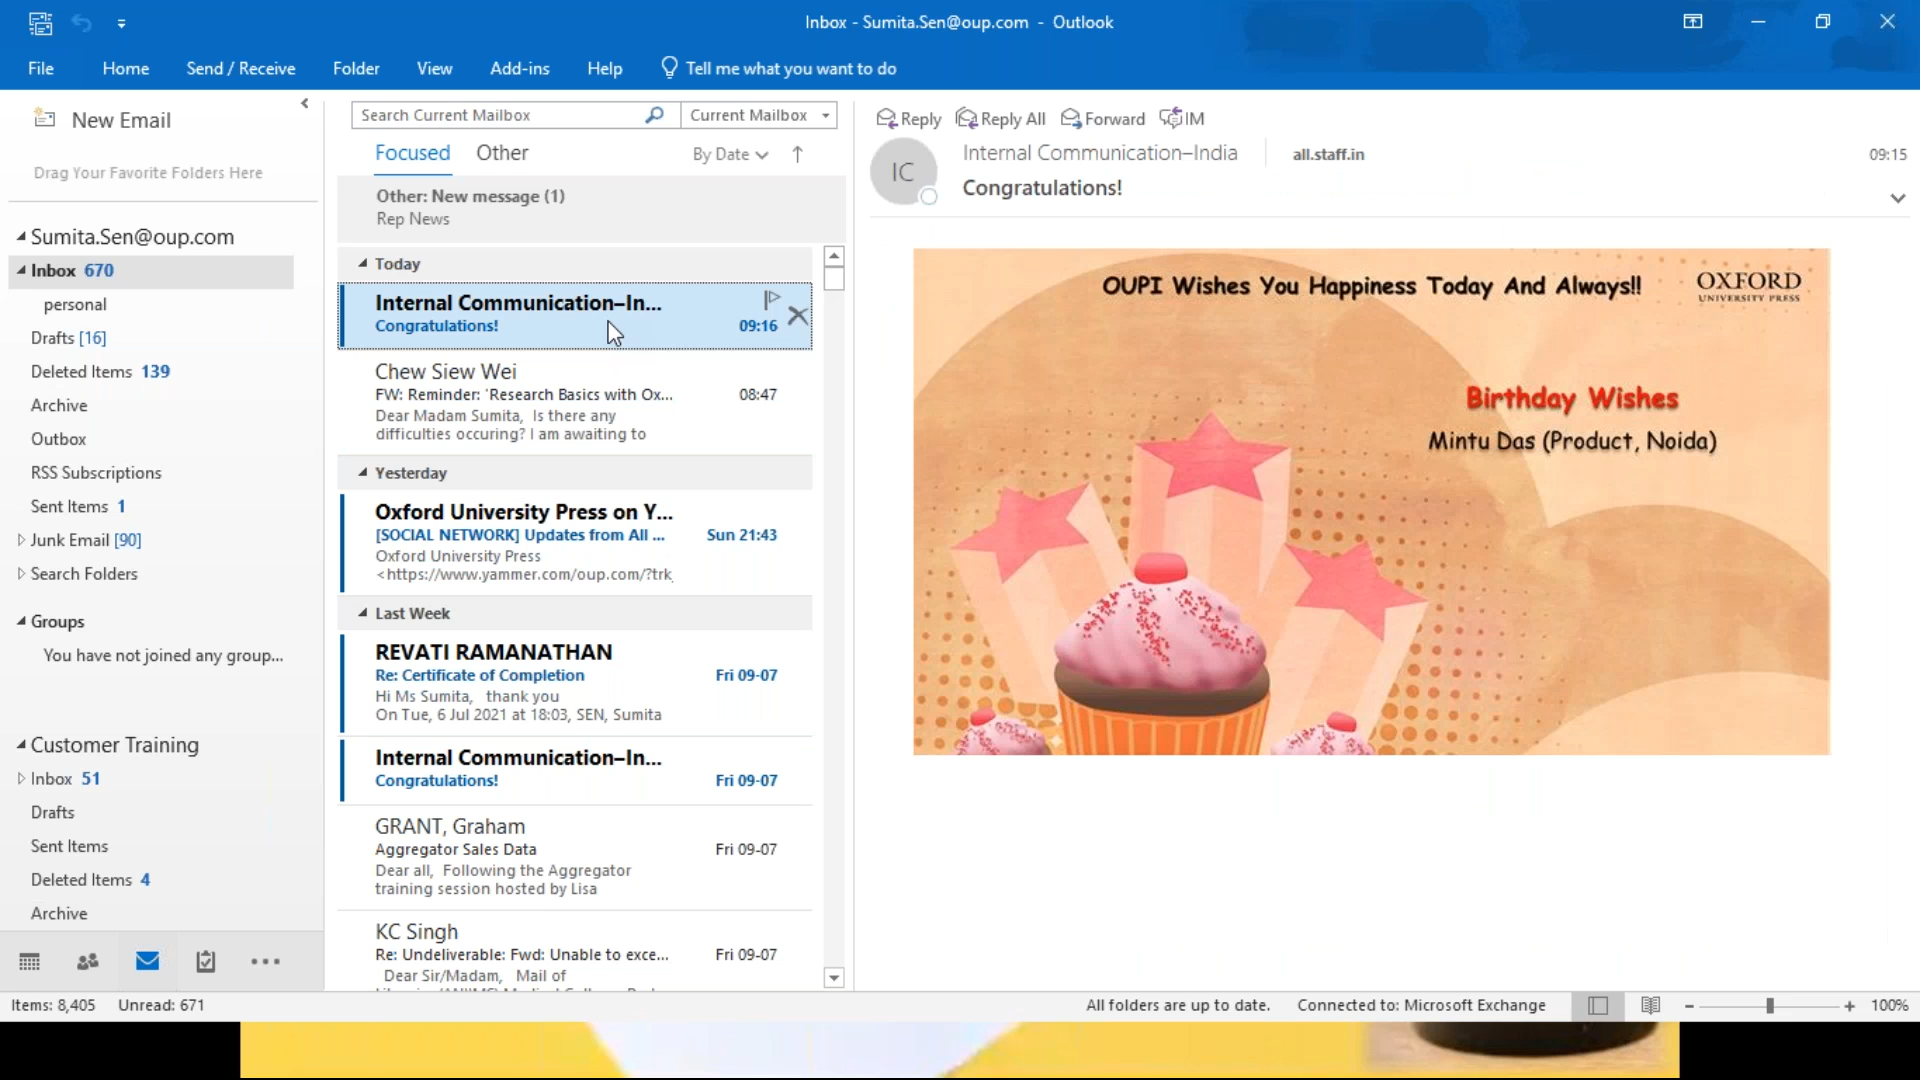 Inbox - Sumita.Sen@oup.com - Outlook
File Home Send / Receive Folder View Add-ins Help Tell me what you want to do
New Email
Drag Your Favorite Folders Here
Sumita.Sen@oup.com
Inbox 670
personal
Drafts [16]
Deleted Items 139
Archive
Outbox
RSS Subscriptions
Sent Items 1
Junk Email [90]
Search Folders
Groups
You have not joined any group...
Customer Training
Inbox 51
Drafts
Sent Items
Deleted Items 4
Archive
Search Current Mailbox Current Mailbox
Focused Other By Date
Other: New message (1)
Rep News
Today
Internal Communication–In...
Congratulations! 09:16
Chew Siew Wei
FW: Reminder: 'Research Basics with Ox... 08:47
Dear Madam Sumita, Is there any
difficulties occuring? I am awaiting to
Yesterday
Oxford University Press on Y...
[SOCIAL NETWORK] Updates from All ... Sun 21:43
Oxford University Press
<https://www.yammer.com/oup.com/?trk
Last Week
REVATI RAMANATHAN
Re: Certificate of Completion Fri 09-07
Hi Ms Sumita, thank you
On Tue, 6 Jul 2021 at 18:03, SEN, Sumita
Internal Communication–In...
Congratulations! Fri 09-07
GRANT, Graham
Aggregator Sales Data Fri 09-07
Dear all, Following the Aggregator
training session hosted by Lisa
KC Singh
Re: Undeliverable: Fwd: Unable to exce... Fri 09-07
Dear Sir/Madam, Mail of
Reply Reply All Forward IM
IC
Internal Communication–India all.staff.in 09:15
Congratulations!
OUPI Wishes You Happiness Today And Always!!
OXFORD
UNIVERSITY PRESS
Birthday Wishes
Mintu Das (Product, Noida)
Items: 8,405 Unread: 671 All folders are up to date. Connected to: Microsoft Exchange 100%